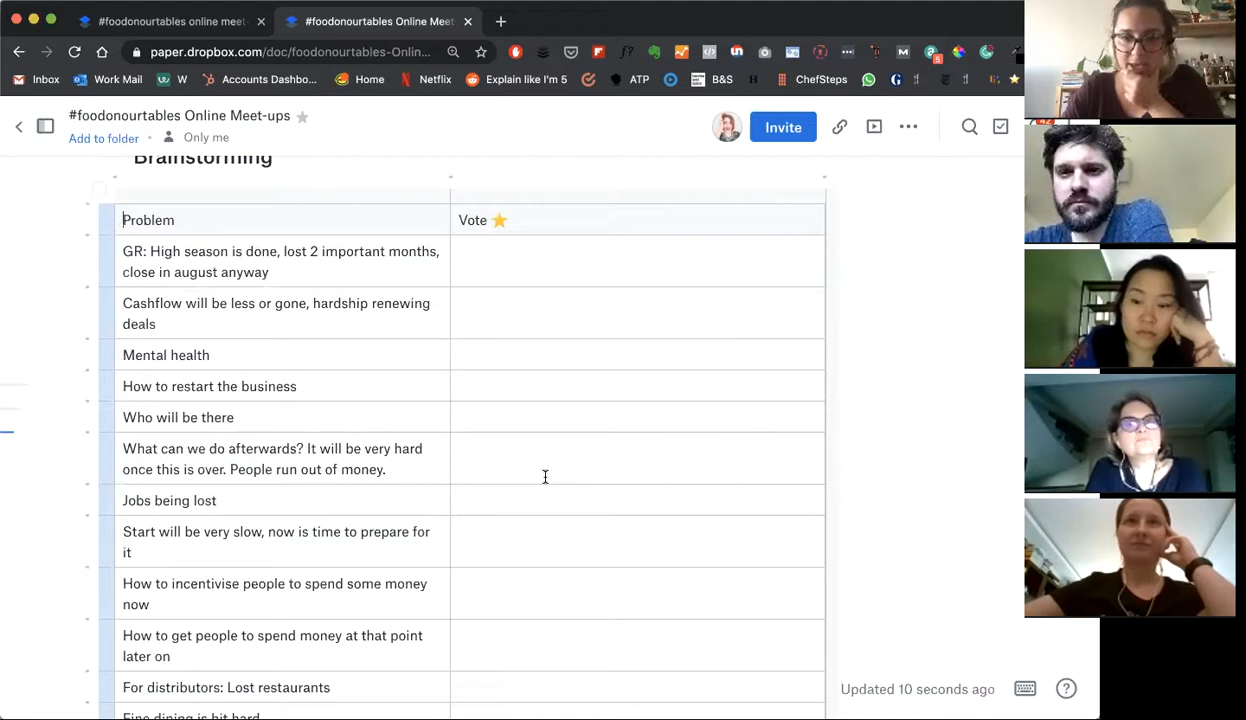 #foodonourtables online meet-
#foodonourtables Online Meet
paper.dropbox.com/doc/foodonourtables-Onlin...
5
Inbox
Work Mail
W
Accounts Dashbo...
Home
Netflix
Explain like I'm 5
ATP
B&S
H
ChefSteps
#foodonourtables Online Meet-ups
Add to folder
Only me
Invite
42
Brainstorming
Problem
Vote ⭐
GR: High season is done, lost 2 important months,
close in august anyway
Cashflow will be less or gone, hardship renewing
deals
Mental health
How to restart the business
Who will be there
What can we do afterwards? It will be very hard
once this is over. People run out of money.
Jobs being lost
Start will be very slow, now is time to prepare for
it
How to incentivise people to spend some money
now
How to get people to spend money at that point
later on
For distributors: Lost restaurants
Fine dining is hit hard
Updated 10 seconds ago